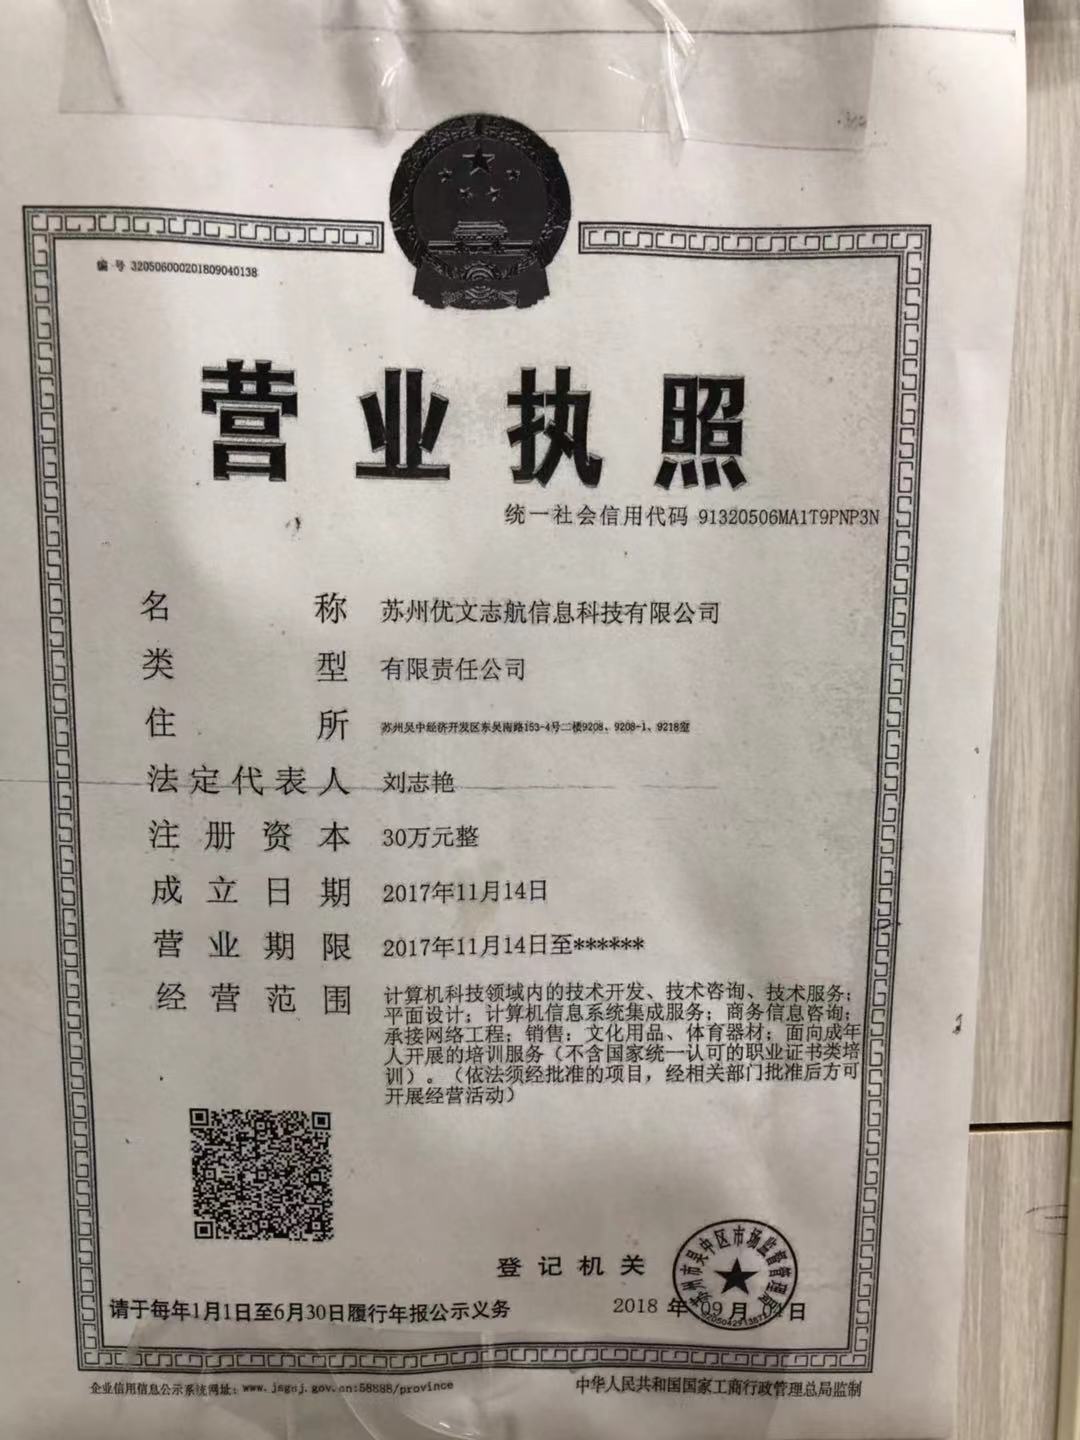 编 号 320506000201809040138
营业执照
统一社会信用代码 91320506MA1T9PNP3N
名称 苏州优文志航信息科技有限公司
类型 有限责任公司
住所 苏州吴中经济开发区东吴南路153-4号二楼9208、9208-1、9218室
法定代表人 刘志艳
注册资本 30万元整
成立日期 2017年11月14日
营业期限 2017年11月14日至******
经营范围 计算机科技领域内的技术开发、技术咨询、技术服务；
平面设计；计算机信息系统集成服务；商务信息咨询；
承接网络工程；销售：文化用品、体育器材；面向成年
人开展的培训服务（不含国家统一认可的职业证书类培
训）。（依法须经批准的项目，经相关部门批准后方可
开展经营活动）
登记机关
苏州市吴中区市场监督管理局
2018 年 09 月 日
请于每年1月1日至6月30日履行年报公示义务
企业信用信息公示系统网址：www.jsgsj.gov.cn:58888/province
中华人民共和国国家工商行政管理总局监制